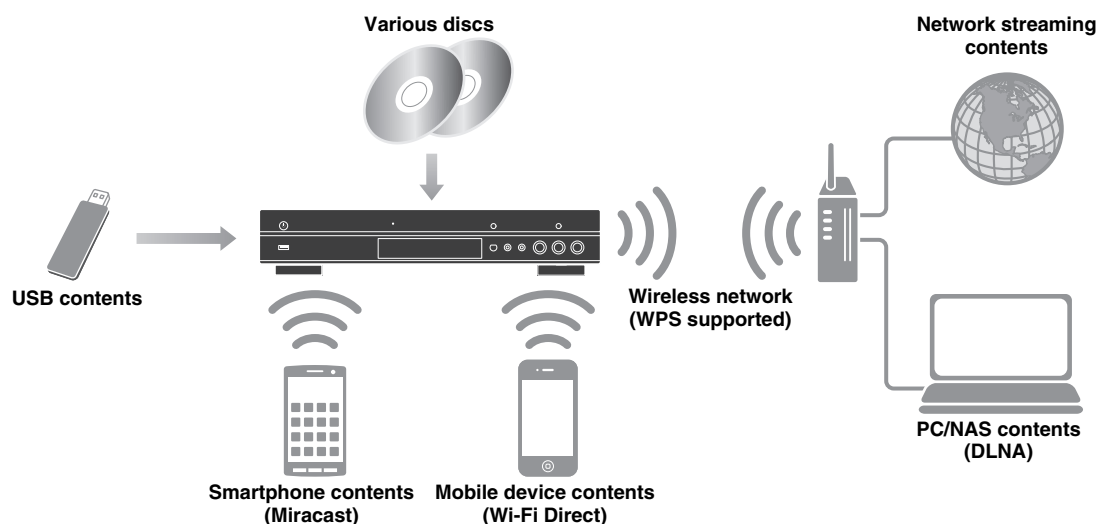 Various discs
Network streaming
contents
USB contents
Wireless network
(WPS supported)
PC/NAS contents
(DLNA)
Smartphone contents
(Miracast)
Mobile device contents
(Wi-Fi Direct)